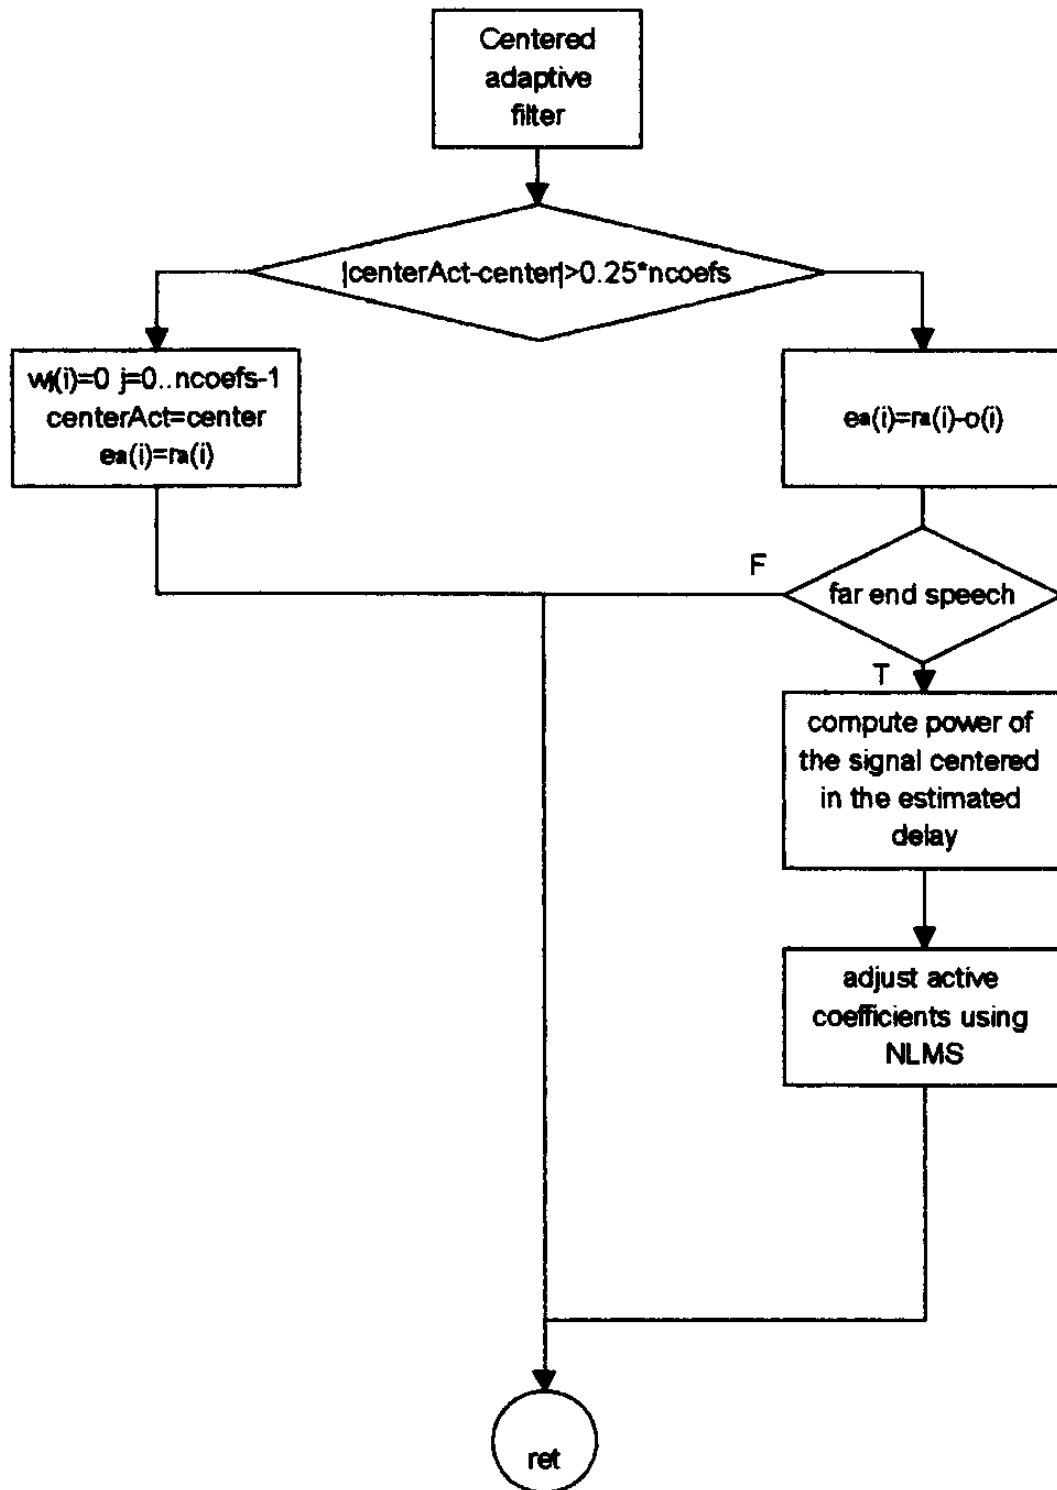 Centered
adaptive
filter
|centerAct-center|>0.25*ncoefs
wj(i)=0 j=0..ncoefs-1
centerAct=center
ea(i)=ra(i)
ea(i)=ra(i)-o(i)
F
far end speech
T
compute power of
the signal centered
in the estimated
delay
adjust active
coefficients using
NLMS
ret